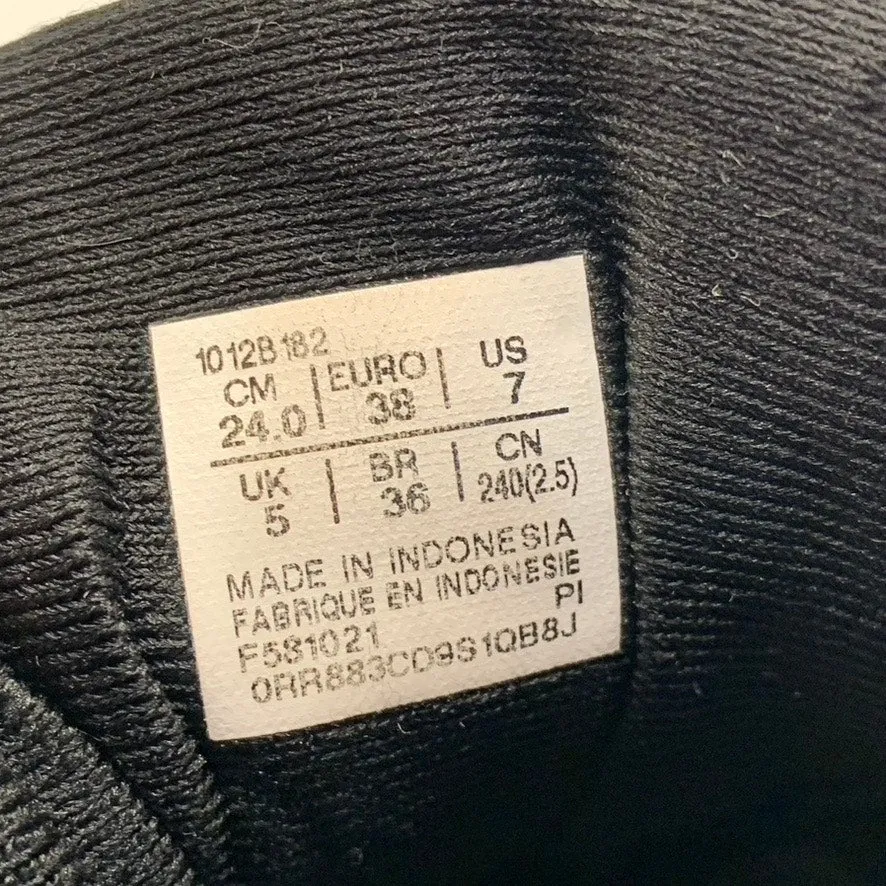 1012B182
CM | EURO | US
24.0 | 38 | 7
UK | BR | CN
5 | 36 | 240(2.5)
MADE IN INDONESIA
FABRIQUE EN INDONESIE
F581021 PI
0RR883CO9S1QB8J